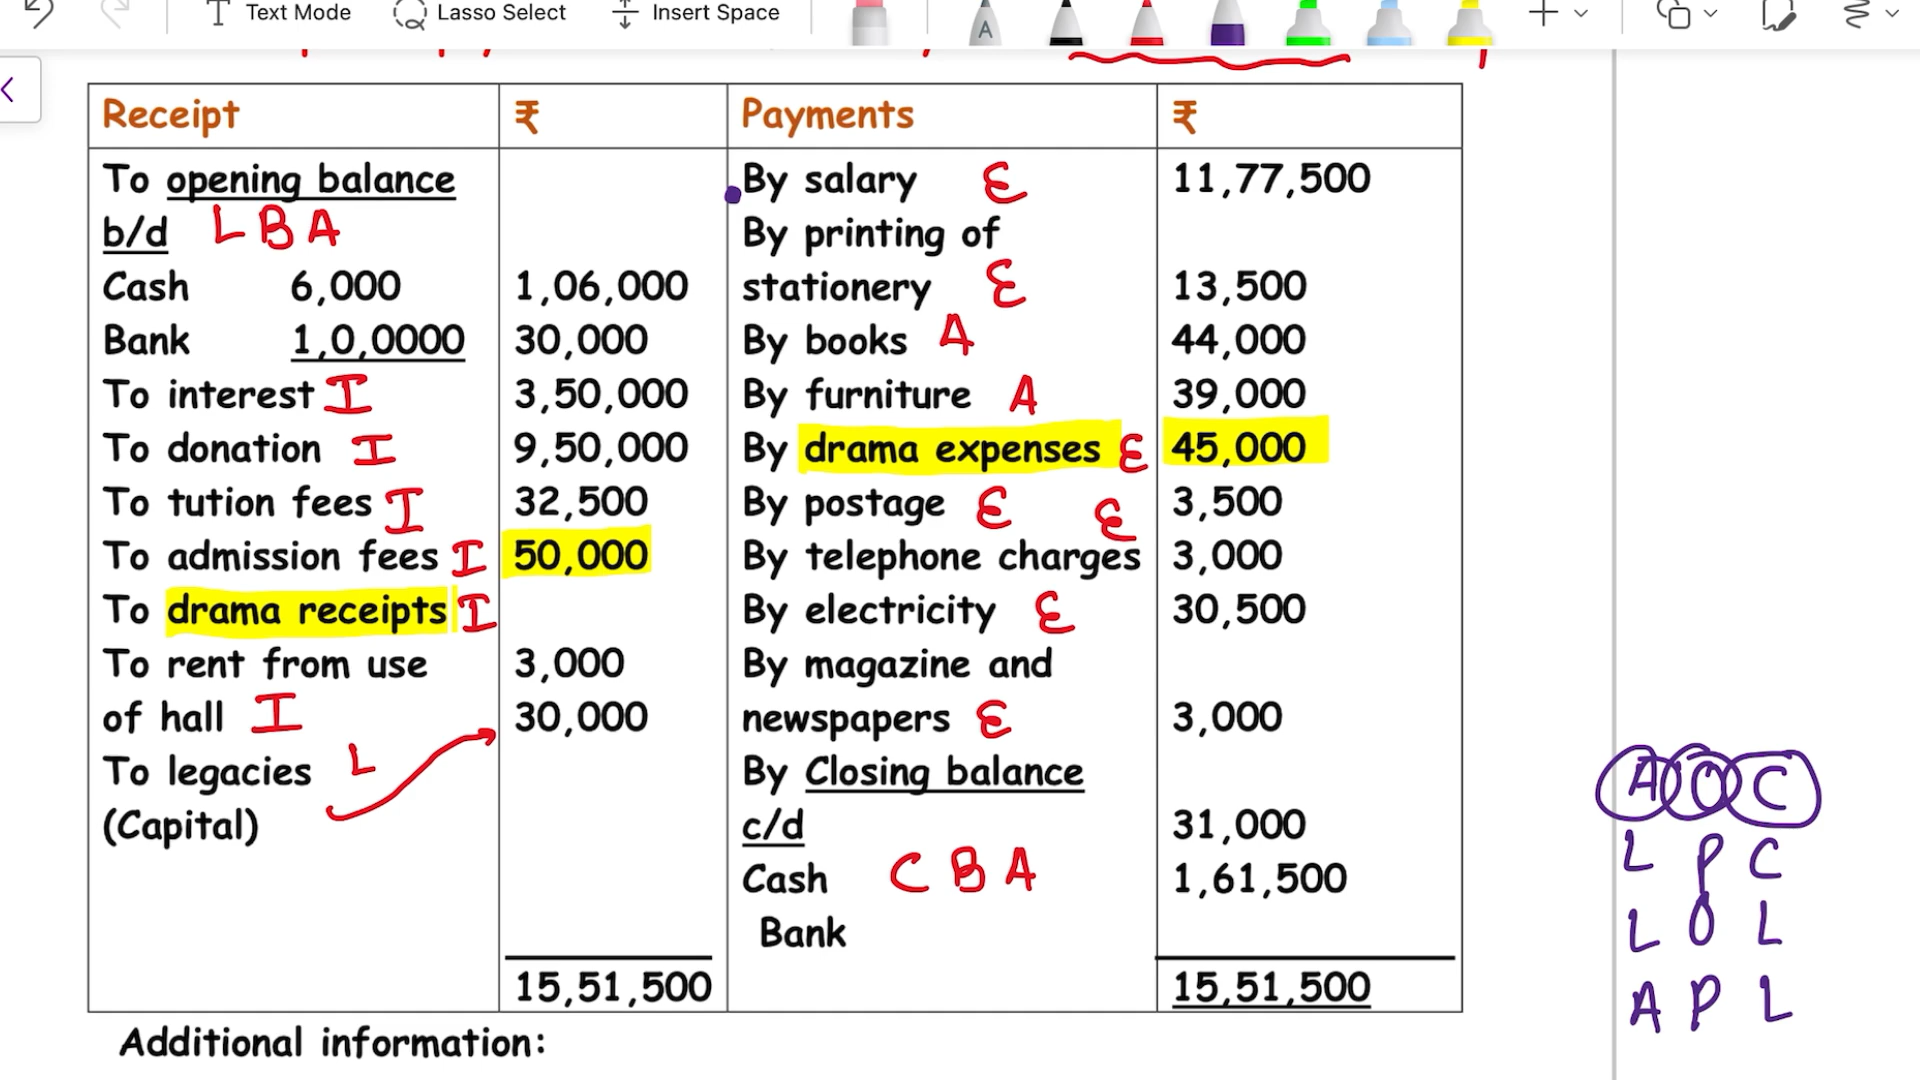 Text Mode Lasso Select Insert Space
A
Receipt ₹ Payments ₹
To opening balance By salary ε 11,77,500
b/d L B A By printing of
Cash 6,000 1,06,000 stationery ε 13,500
Bank 1,0,0000 30,000 By books A 44,000
To interest I 3,50,000 By furniture A 39,000
To donation I 9,50,000 By drama expenses ε 45,000
To tution fees I 32,500 By postage ε 3,500
To admission fees I 50,000 By telephone charges ε 3,000
To drama receipts I By electricity ε 30,500
To rent from use 3,000 By magazine and
of hall I 30,000 newspapers ε 3,000
To legacies L By Closing balance
(Capital) c/d 31,000
Cash C B A 1,61,500
Bank
15,51,500 15,51,500
Additional information:
A O C
L P C
L O L
A P L